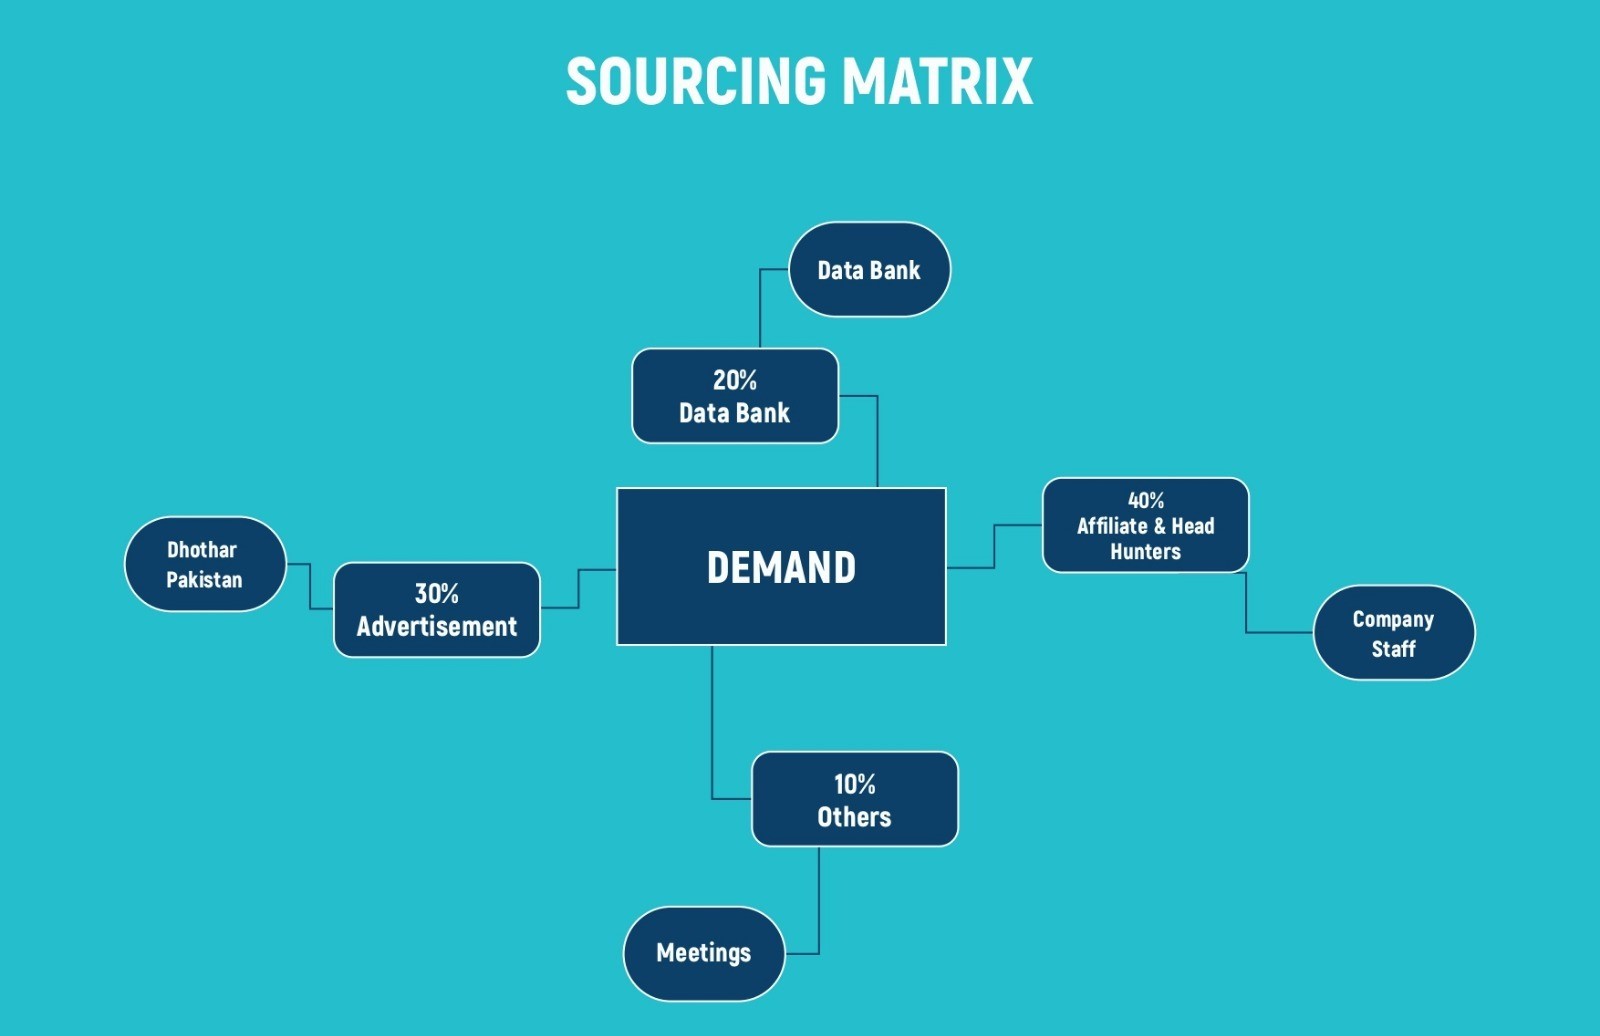 SOURCING MATRIX
Data Bank
20%
Data Bank
40%
Affiliate & Head
Hunters
Dhothar
Pakistan
30%
Advertisement
DEMAND
Company
Staff
10%
Others
Meetings